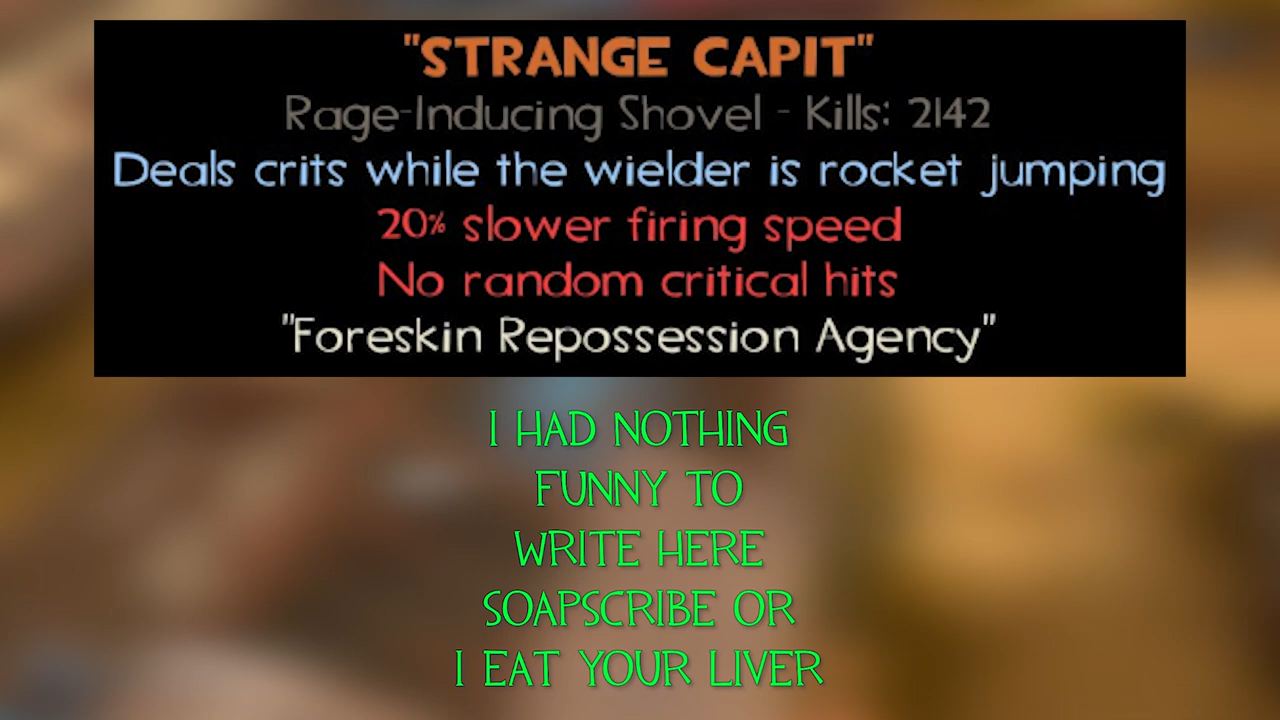 "STRANGE CAPIT"
Rage-Inducing Shovel - Kills: 2142
Deals crits while the wielder is rocket jumping
20% slower firing speed
No random critical hits
"Foreskin Repossession Agency"
I HAD NOTHING
FUNNY TO
WRITE HERE
SOAPSCRIBE OR
I EAT YOUR LIVER